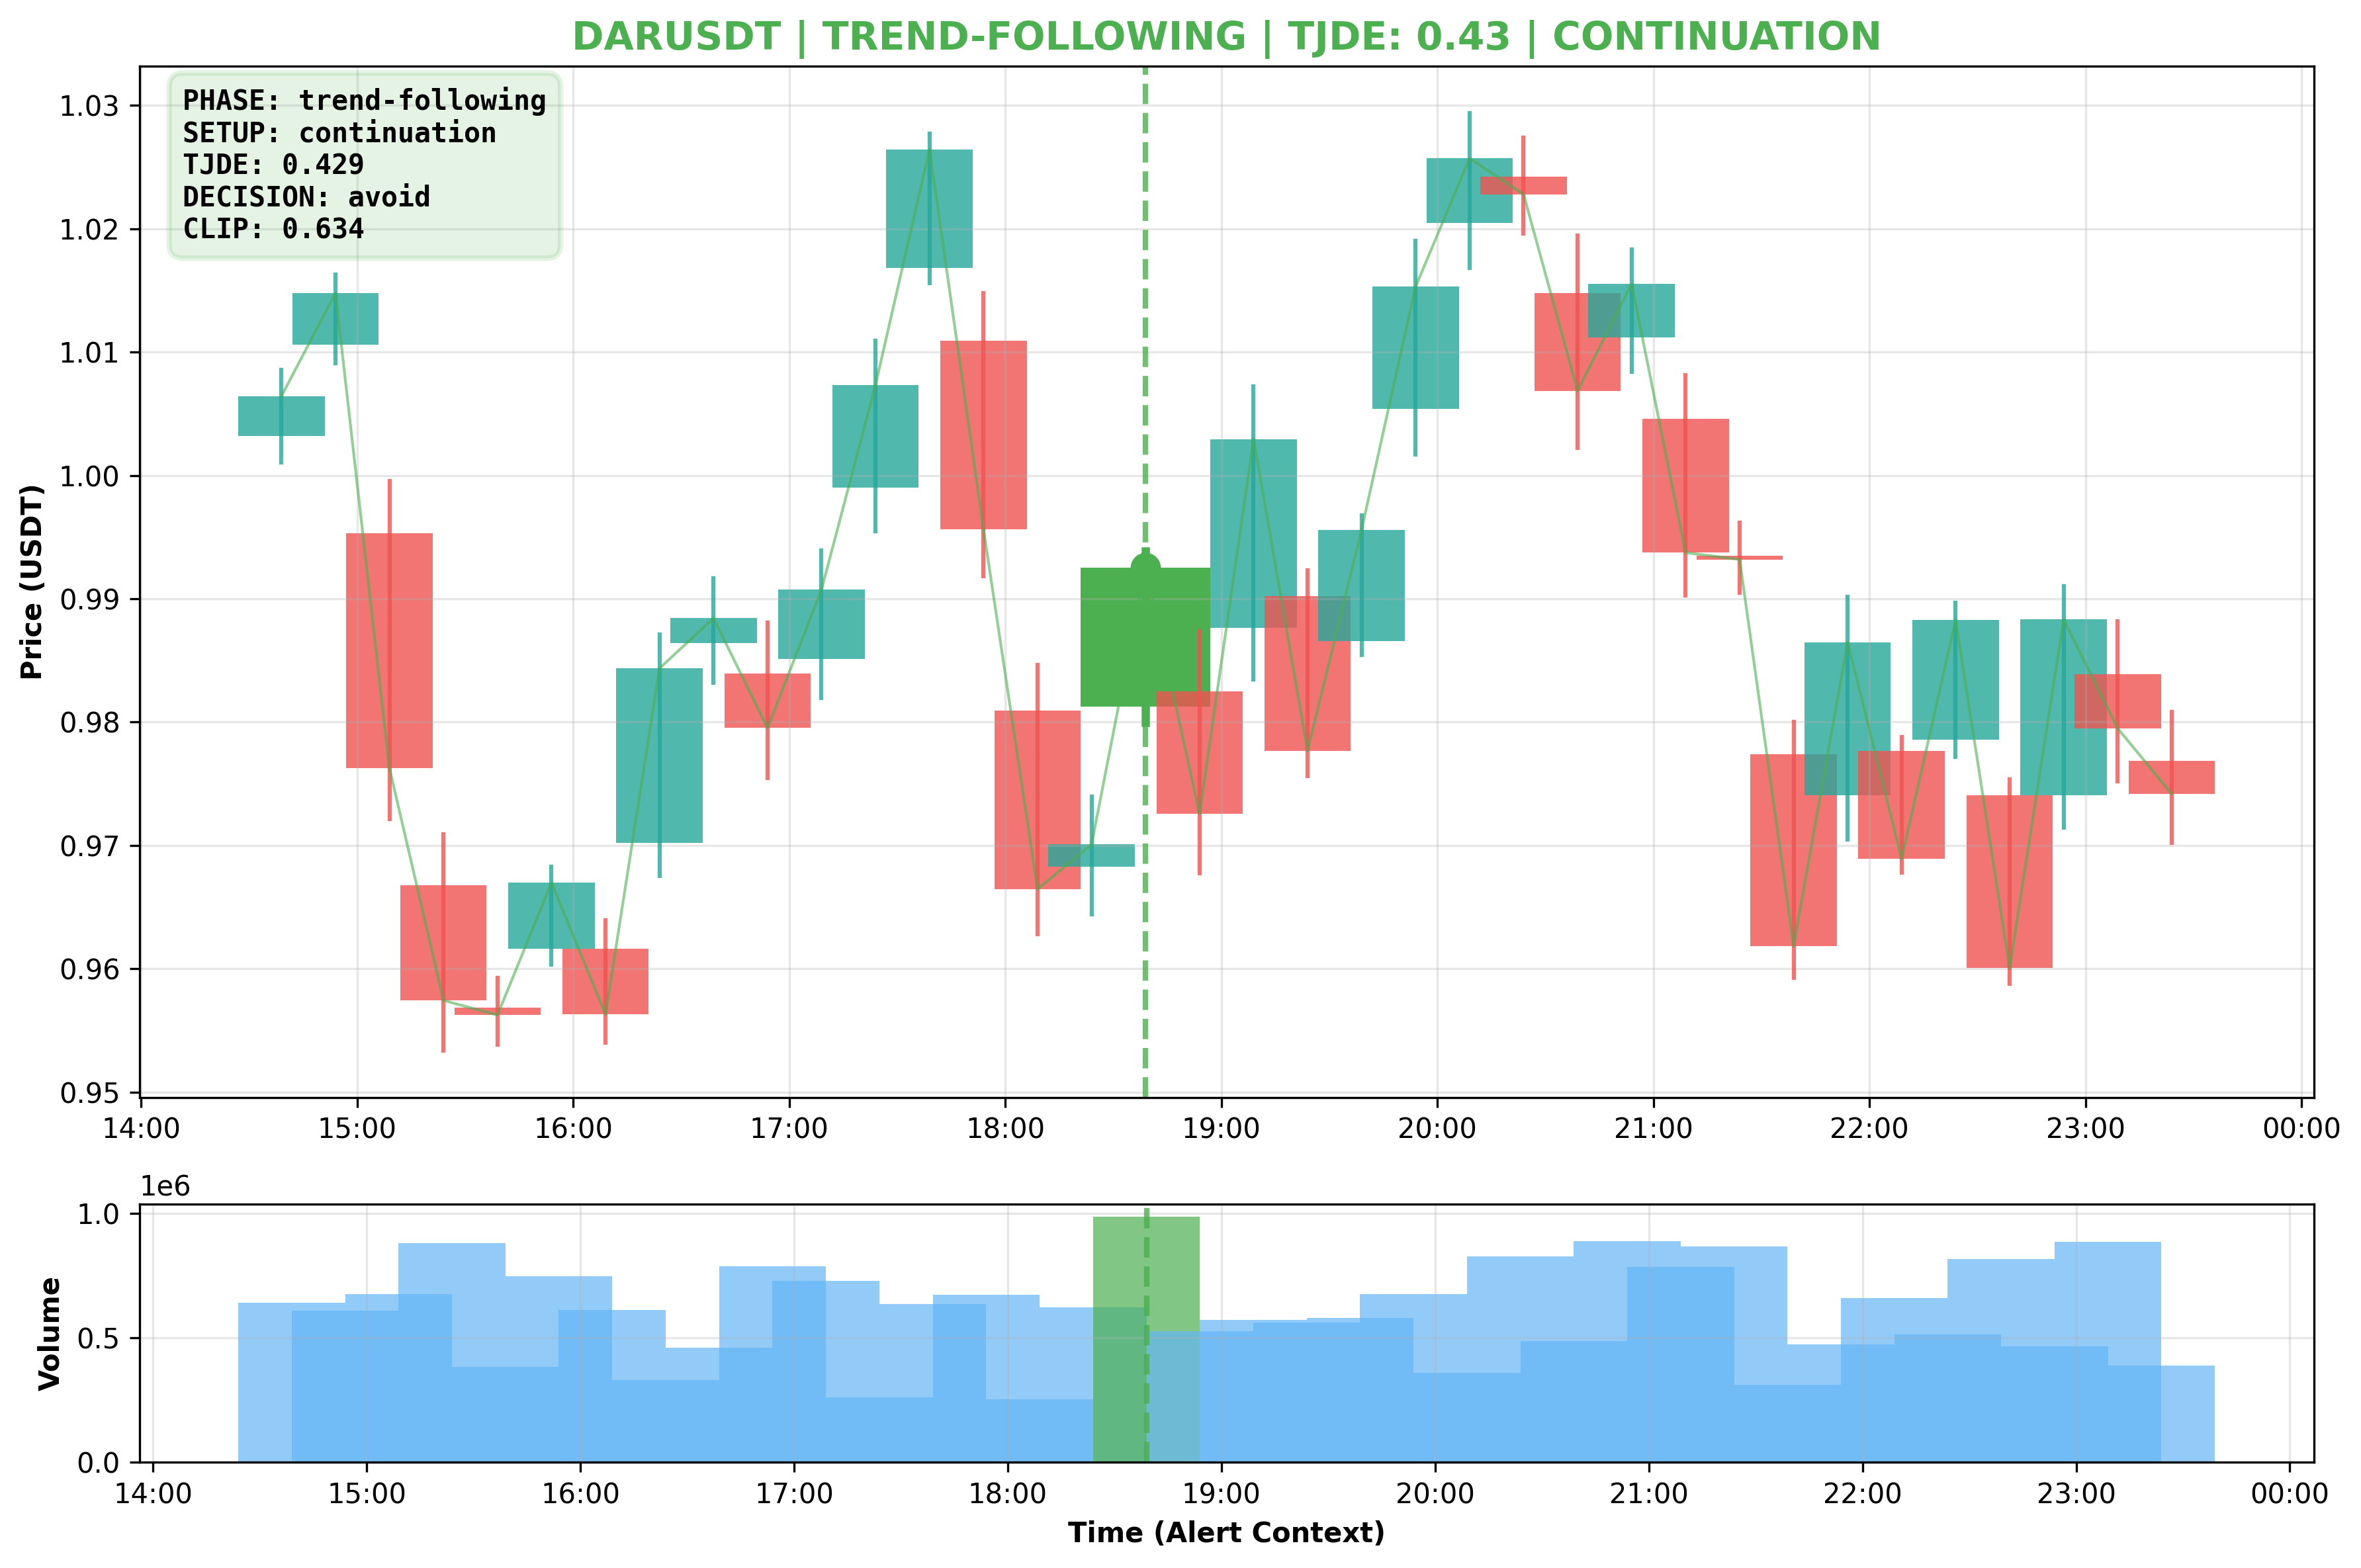 DARUSDT | TREND-FOLLOWING | TJDE: 0.43 | CONTINUATION
PHASE: trend-following
SETUP: continuation
TJDE: 0.429
DECISION: avoid
CLIP: 0.634
Price (USDT)
1.03
1.02
1.01
1.00
0.99
0.98
0.97
0.96
0.95
14:00 15:00 16:00 17:00 18:00 19:00 20:00 21:00 22:00 23:00 00:00
1e6
Volume
1.0
0.5
0.0
14:00 15:00 16:00 17:00 18:00 19:00 20:00 21:00 22:00 23:00 00:00
Time (Alert Context)